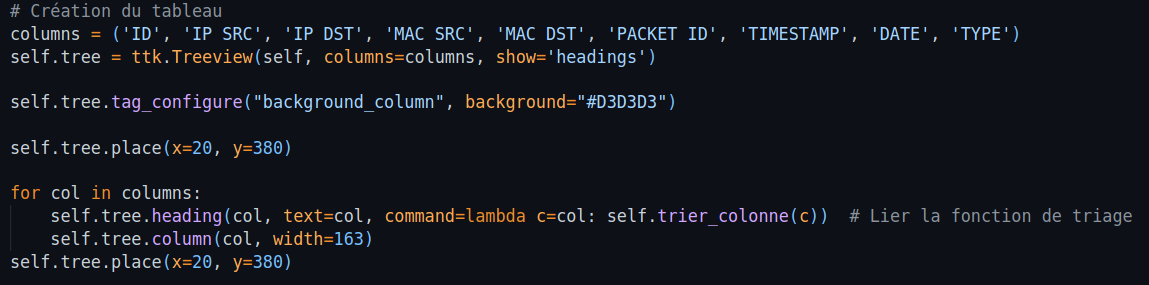 # Création du tableau
columns = ('ID', 'IP SRC', 'IP DST', 'MAC SRC', 'MAC DST', 'PACKET ID', 'TIMESTAMP', 'DATE', 'TYPE')
self.tree = ttk.Treeview(self, columns=columns, show='headings')
self.tree.tag_configure("background_column", background="#D3D3D3")
self.tree.place(x=20, y=380)
for col in columns:
    self.tree.heading(col, text=col, command=lambda c=col: self.trier_colonne(c))  # Lier la fonction de triage
    self.tree.column(col, width=163)
self.tree.place(x=20, y=380)